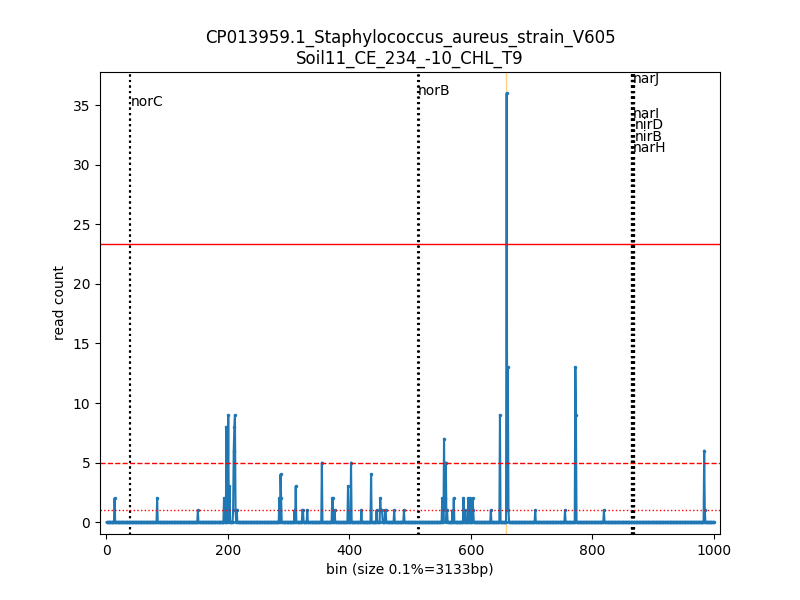 CP013959.1_Staphylococcus_aureus_strain_V605
Soil11_CE_234_-10_CHL_T9
narJ
norB
norC
narI
nirD
nirB
narH
35
30
25
20
15
10
5
0
read count
0
200
400
600
800
1000
bin (size 0.1%=3133bp)